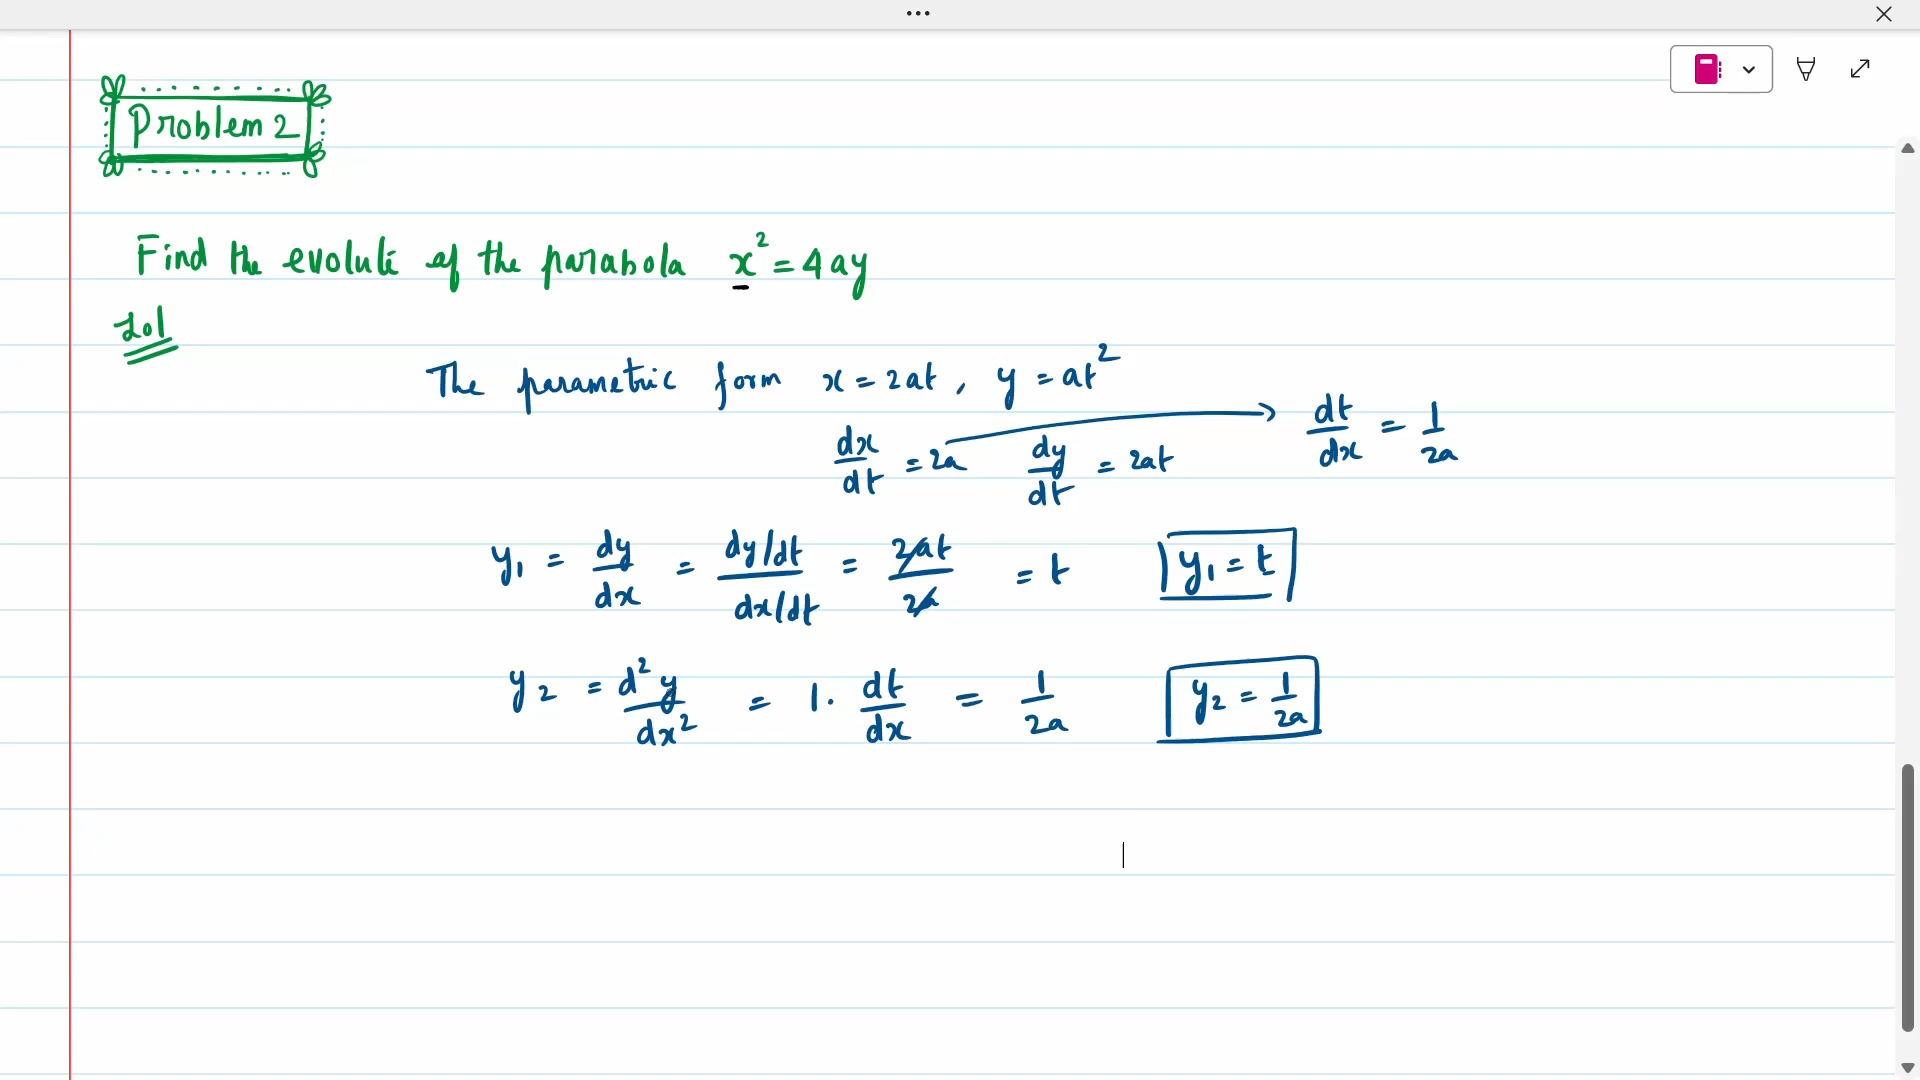 Problem 2
Find the evolute of the parabola x² = 4ay
Sol
The parametric form x = 2at, y = at²
dx/dt = 2a dy/dt = 2at → dt/dx = 1/2a
y₁ = dy/dx = (dy/dt)/(dx/dt) = 2at/2a = t y₁ = t
y₂ = d²y/dx² = 1. dt/dx = 1/2a y₂ = 1/2a